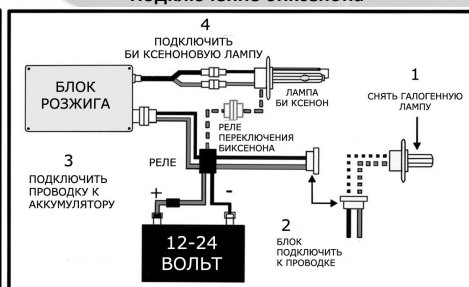 4
ПОДКЛЮЧИТЬ
БИ КСЕНОНОВУЮ ЛАМПУ
БЛОК
РОЗЖИГА
ЛАМПА
БИ КСЕНОН
1
СНЯТЬ ГАЛОГЕННУЮ
ЛАМПУ
РЕЛЕ
ПЕРЕКЛЮЧЕНИЯ
БИКСЕНОНА
3
ПОДКЛЮЧИТЬ
ПРОВОДКУ К
АККУМУЛЯТОРУ
РЕЛЕ
+
-
12-24
ВОЛЬТ
2
БЛОК
ПОДКЛЮЧИТЬ
К ПРОВОДКЕ